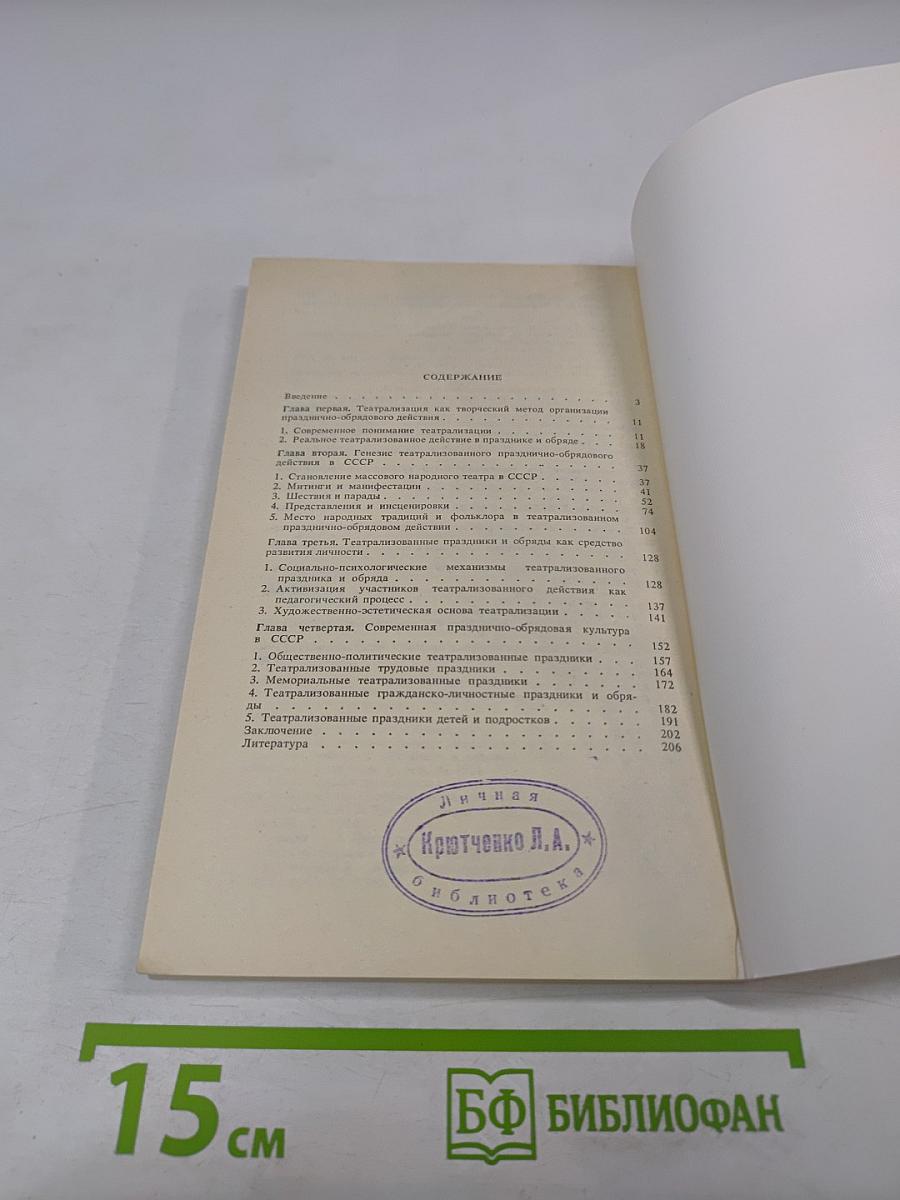 СОДЕРЖАНИЕ
Введение . . . . . . . . . . . . . . . . . . . . 3
Глава первая. Театрализация как творческий метод организации
празднично-обрядового действия . . . . . . . . . . . . 11
1. Современное понимание театрализации . . . . . . . . 11
2. Реальное театрализованное действие в празднике и обряде . . . 18
Глава вторая. Генезис театрализованного празднично-обрядового
действия в СССР . . . . . . . . . . . . . . . . 37
1. Становление массового народного театра в СССР . . . . . 37
2. Митинги и манифестации . . . . . . . . . . . . . 41
3. Шествия и парады . . . . . . . . . . . . . . . 52
4. Представления и инсценировки . . . . . . . . . . . 74
5. Место народных традиций и фольклора в театрализованном
празднично-обрядовом действии . . . . . . . . . . . 104
Глава третья. Театрализованные праздники и обряды как средство
развития личности . . . . . . . . . . . . . . . . 128
1. Социально-психологические механизмы театрализованного
праздника и обряда . . . . . . . . . . . . . . . 128
2. Активизация участников театрализованного действия как
педагогический процесс . . . . . . . . . . . . . . 137
3. Художественно-эстетическая основа театрализации . . . . . 141
Глава четвертая. Современная празднично-обрядовая культура
в СССР . . . . . . . . . . . . . . . . . . . . 152
1. Общественно-политические театрализованные праздники . . . 157
2. Театрализованные трудовые праздники . . . . . . . . 164
3. Мемориальные театрализованные праздники . . . . . . . 172
4. Театрализованные гражданско-личностные праздники и обря-
ды . . . . . . . . . . . . . . . . . . . . . . 182
5. Театрализованные праздники детей и подростков . . . . . . 191
Заключение . . . . . . . . . . . . . . . . . . . 202
Литература . . . . . . . . . . . . . . . . . . . 206
Личная
Крютченко Л.А.
библиотека
15 см
БФ БИБЛИОФАН